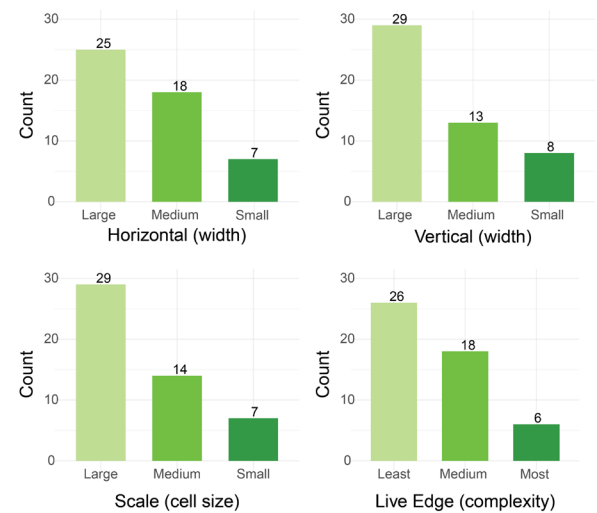 30
20
10
0
Count
25
18
7
Large Medium Small
Horizontal (width)
30
20
10
0
Count
29
13
8
Large Medium Small
Vertical (width)
30
20
10
0
Count
29
14
7
Large Medium Small
Scale (cell size)
30
20
10
0
Count
26
18
6
Least Medium Most
Live Edge (complexity)